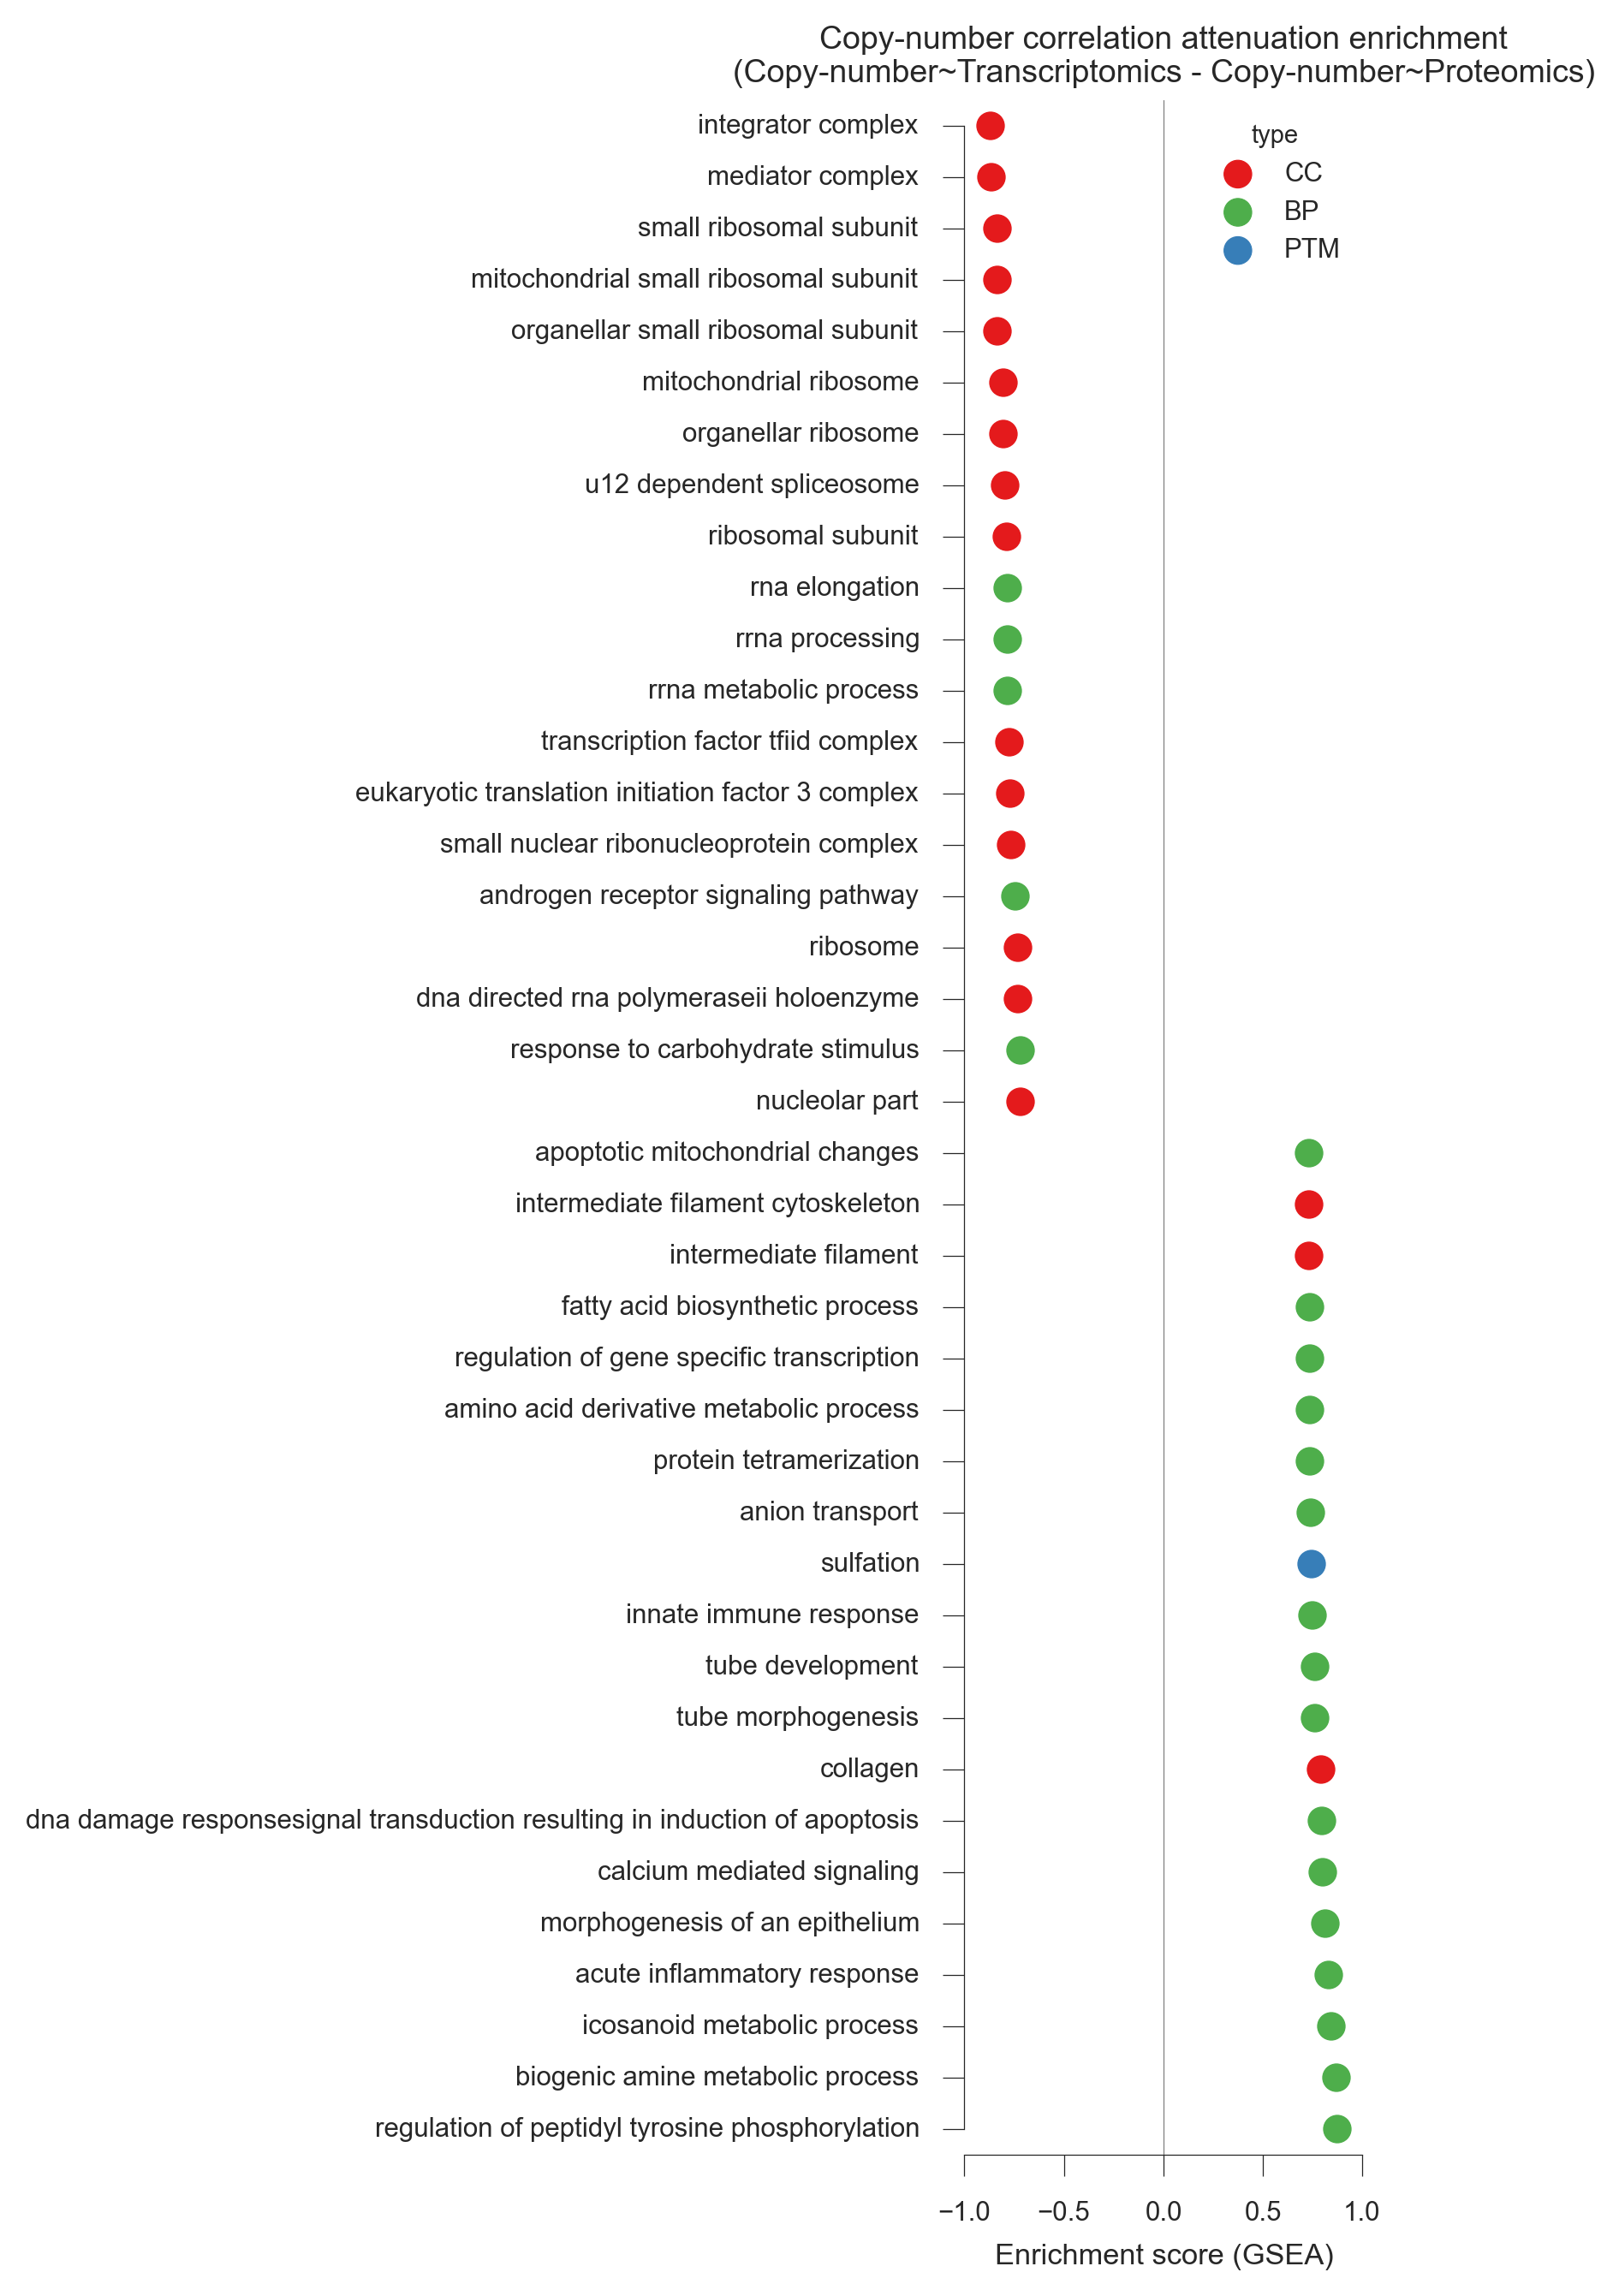 Copy-number correlation attenuation enrichment
(Copy-number~Transcriptomics - Copy-number~Proteomics)
type
CC
BP
PTM
integrator complex
mediator complex
small ribosomal subunit
mitochondrial small ribosomal subunit
organellar small ribosomal subunit
mitochondrial ribosome
organellar ribosome
u12 dependent spliceosome
ribosomal subunit
rna elongation
rrna processing
rrna metabolic process
transcription factor tfiid complex
eukaryotic translation initiation factor 3 complex
small nuclear ribonucleoprotein complex
androgen receptor signaling pathway
ribosome
dna directed rna polymeraseii holoenzyme
response to carbohydrate stimulus
nucleolar part
apoptotic mitochondrial changes
intermediate filament cytoskeleton
intermediate filament
fatty acid biosynthetic process
regulation of gene specific transcription
amino acid derivative metabolic process
protein tetramerization
anion transport
sulfation
innate immune response
tube development
tube morphogenesis
collagen
dna damage responsesignal transduction resulting in induction of apoptosis
calcium mediated signaling
morphogenesis of an epithelium
acute inflammatory response
icosanoid metabolic process
biogenic amine metabolic process
regulation of peptidyl tyrosine phosphorylation
−1.0 −0.5 0.0 0.5 1.0
Enrichment score (GSEA)